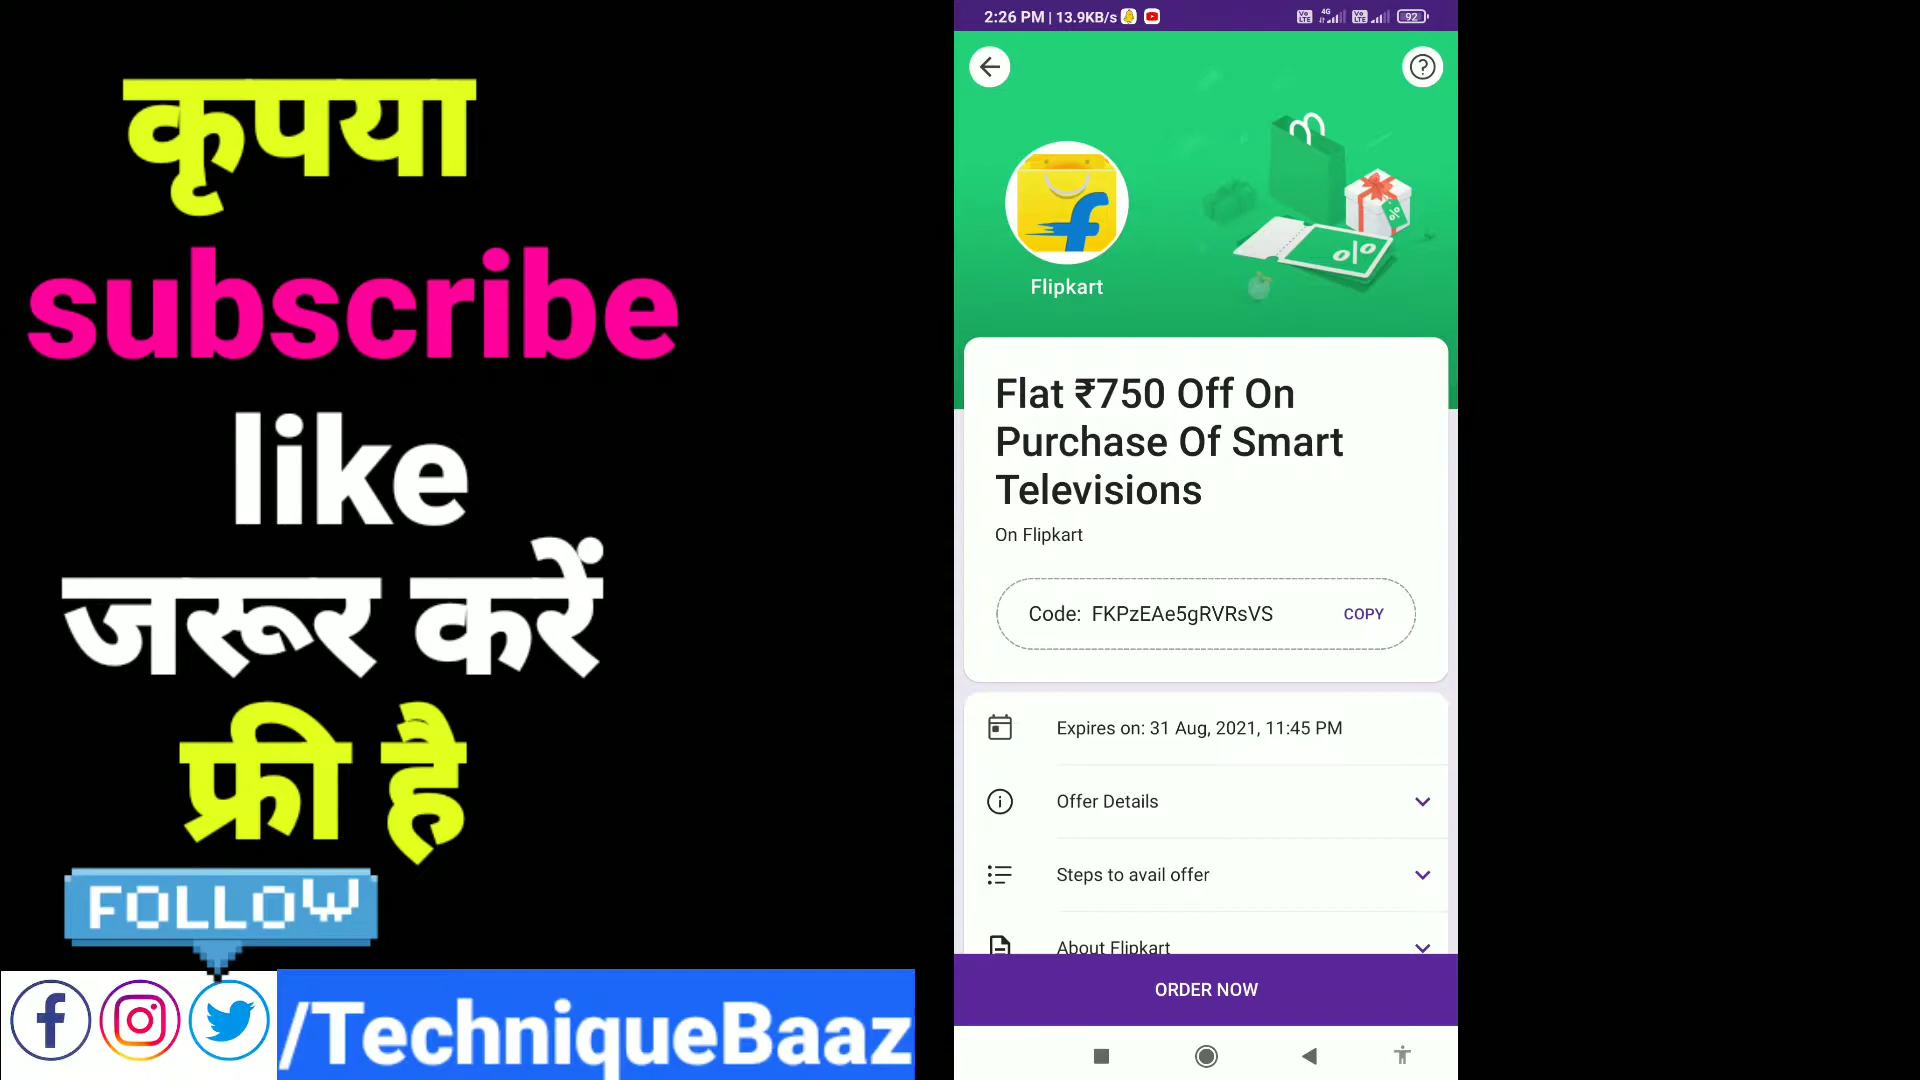 कृपया
subscribe
like
जरूर करें
फ्री है
FOLLOW
/TechniqueBaaz
2:26 PM | 13.9KB/s
4G
92
Flipkart
Flat ₹750 Off On
Purchase Of Smart
Televisions
On Flipkart
Code: FKPzEAe5gRVRsVS COPY
Expires on: 31 Aug, 2021, 11:45 PM
Offer Details
Steps to avail offer
About Flipkart
ORDER NOW